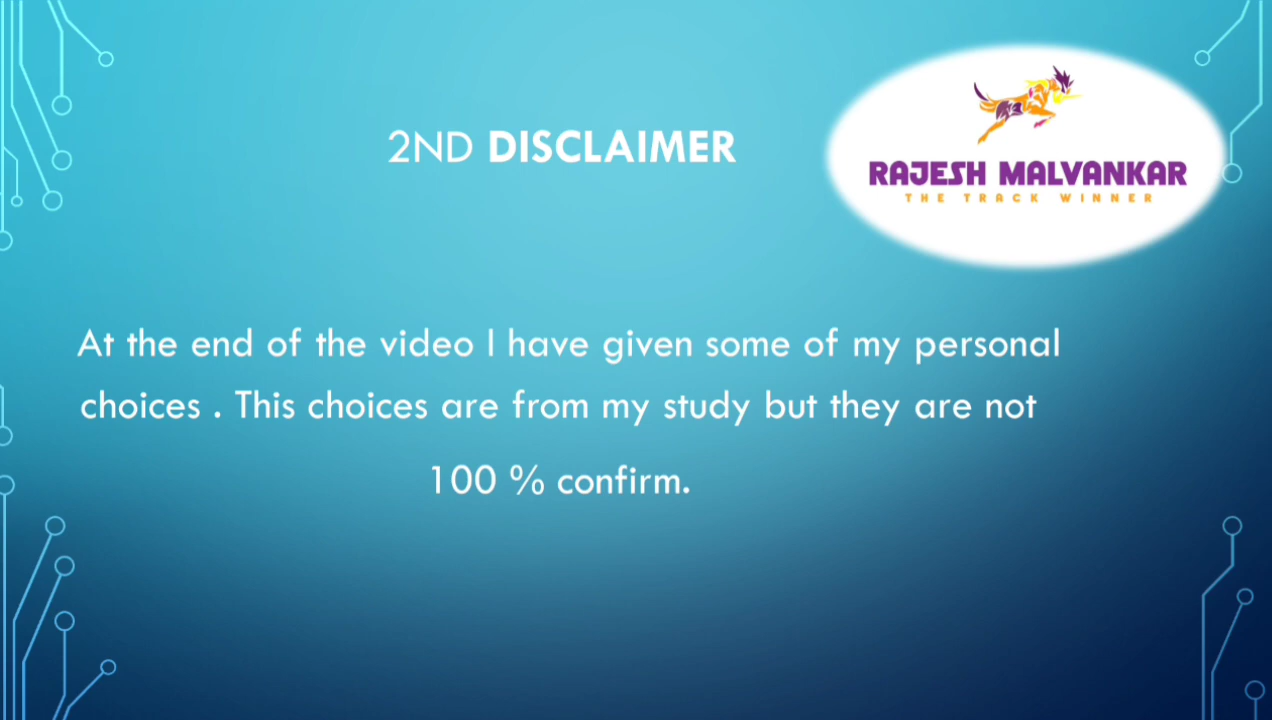 2ND DISCLAIMER
RAJESH MALVANKAR
THE TRACK WINNER
At the end of the video I have given some of my personal
choices . This choices are from my study but they are not
100 % confirm.